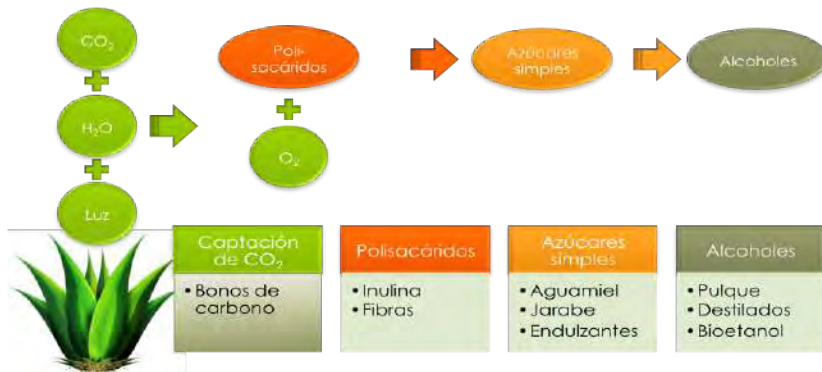 CO₂
+
H₂O
+
Luz
Poli-
sacáridos
+
O₂
Azúcares
simples
Alcoholes
Captación
de CO₂
• Bonos de
carbono
Polisacáridos
• Inulina
• Fibras
Azúcares
simples
• Aguamiel
• Jarabe
• Endulzantes
Alcoholes
• Pulque
• Destilados
• Bioetanol